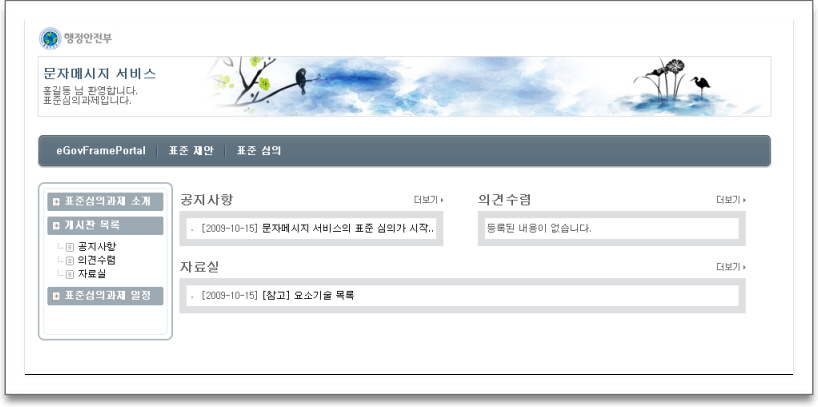 행정안전부
문자메시지 서비스
홍길동 님 환영합니다.
표준심의과제입니다.
eGovFramePortal | 표준 제안 | 표준 심의
표준심의과제 소개
게시판 목록
공지사항
의견수렴
자료실
표준심의과제 일정
공지사항 더보기
[2009-10-15] 문자메시지 서비스의 표준 심의가 시작..
의견수렴 더보기
등록된 내용이 없습니다.
자료실 더보기
[2009-10-15] [참고] 요소기술 목록